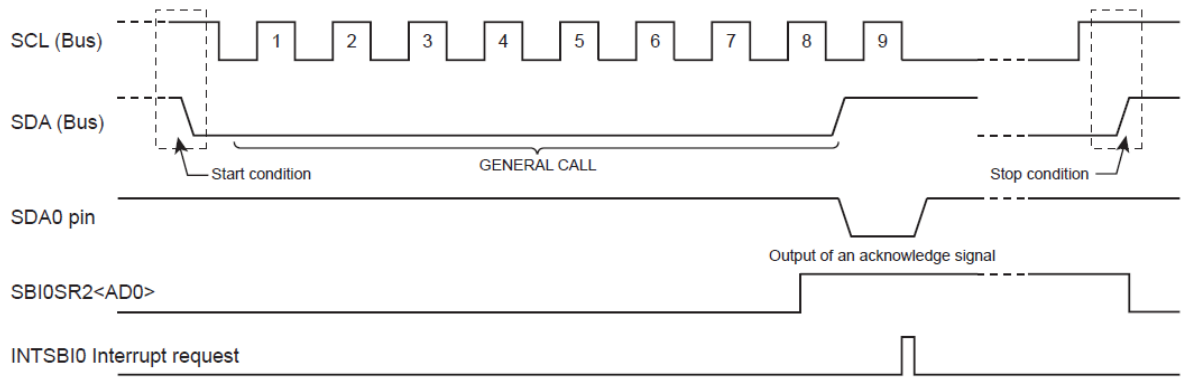 SCL (Bus)
1 2 3 4 5 6 7 8 9
SDA (Bus)
GENERAL CALL
Start condition
Stop condition
SDA0 pin
Output of an acknowledge signal
SBI0SR2<AD0>
INTSBI0 Interrupt request